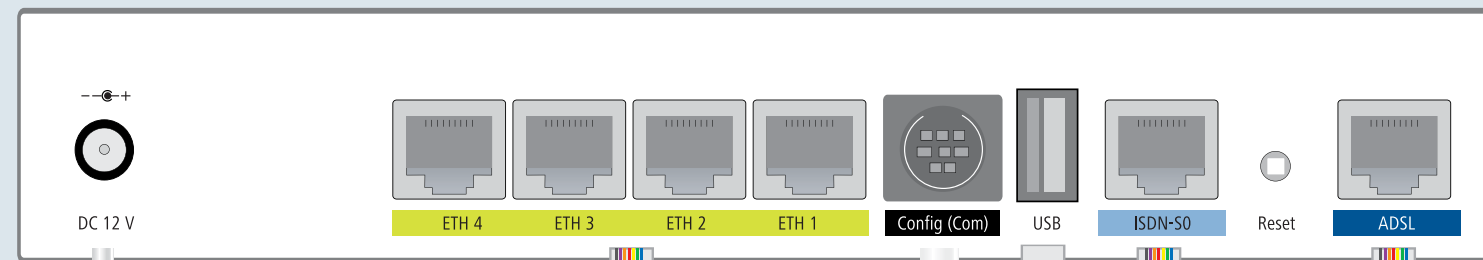 DC 12 V
ETH 4
ETH 3
ETH 2
ETH 1
Config (Com)
USB
ISDN-S0
Reset
ADSL